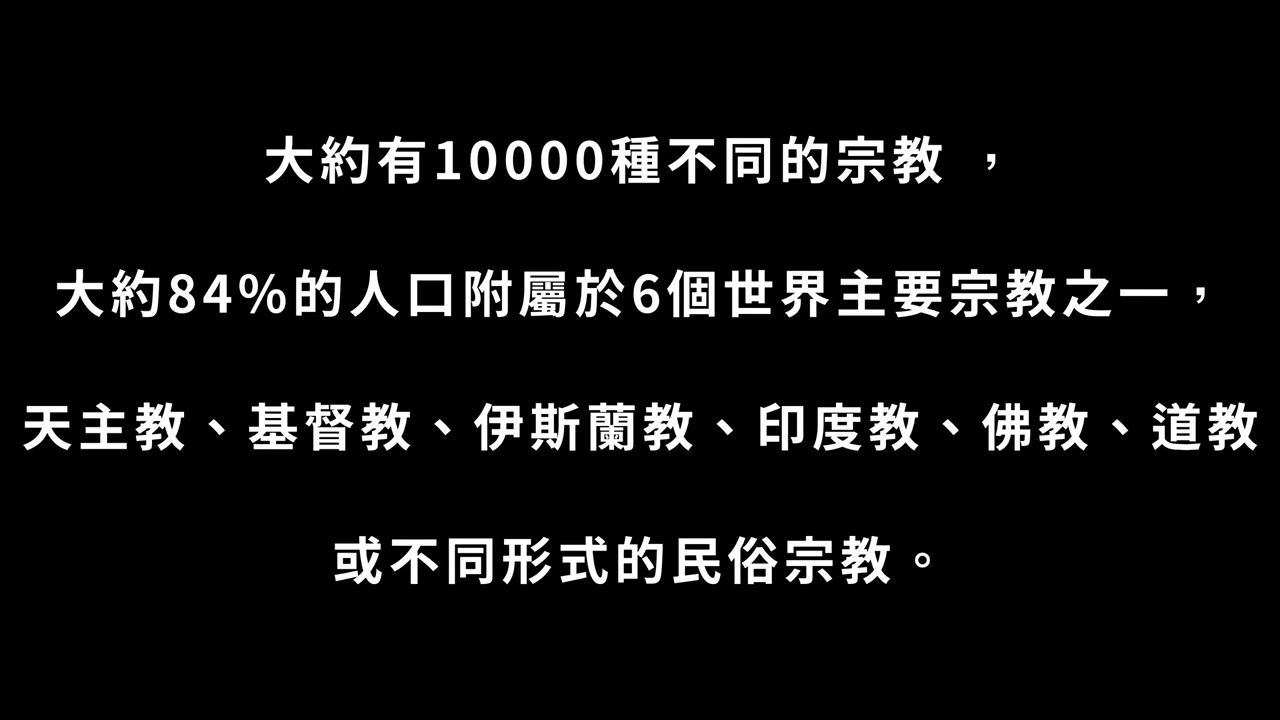 大約有10000種不同的宗教 ，
大約84%的人口附屬於6個世界主要宗教之一，
天主教、基督教、伊斯蘭教、印度教、佛教、道教
或不同形式的民俗宗教。